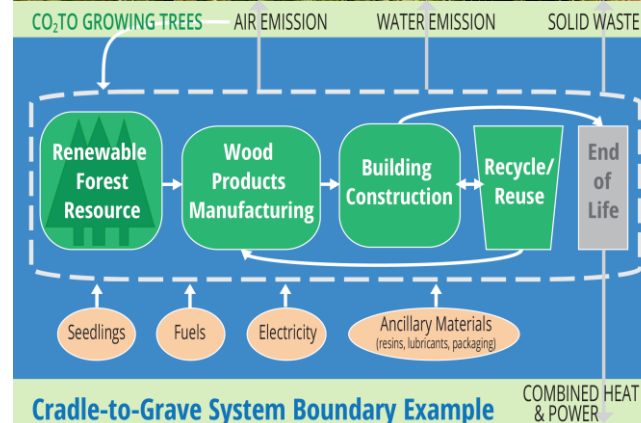 CO₂TO GROWING TREES AIR EMISSION WATER EMISSION SOLID WASTE
Renewable
Forest
Resource
Wood
Products
Manufacturing
Building
Construction
Recycle/
Reuse
End
of
Life
Seedlings
Fuels
Electricity
Ancillary Materials
(resins, lubricants, packaging)
Cradle-to-Grave System Boundary Example
COMBINED HEAT
& POWER